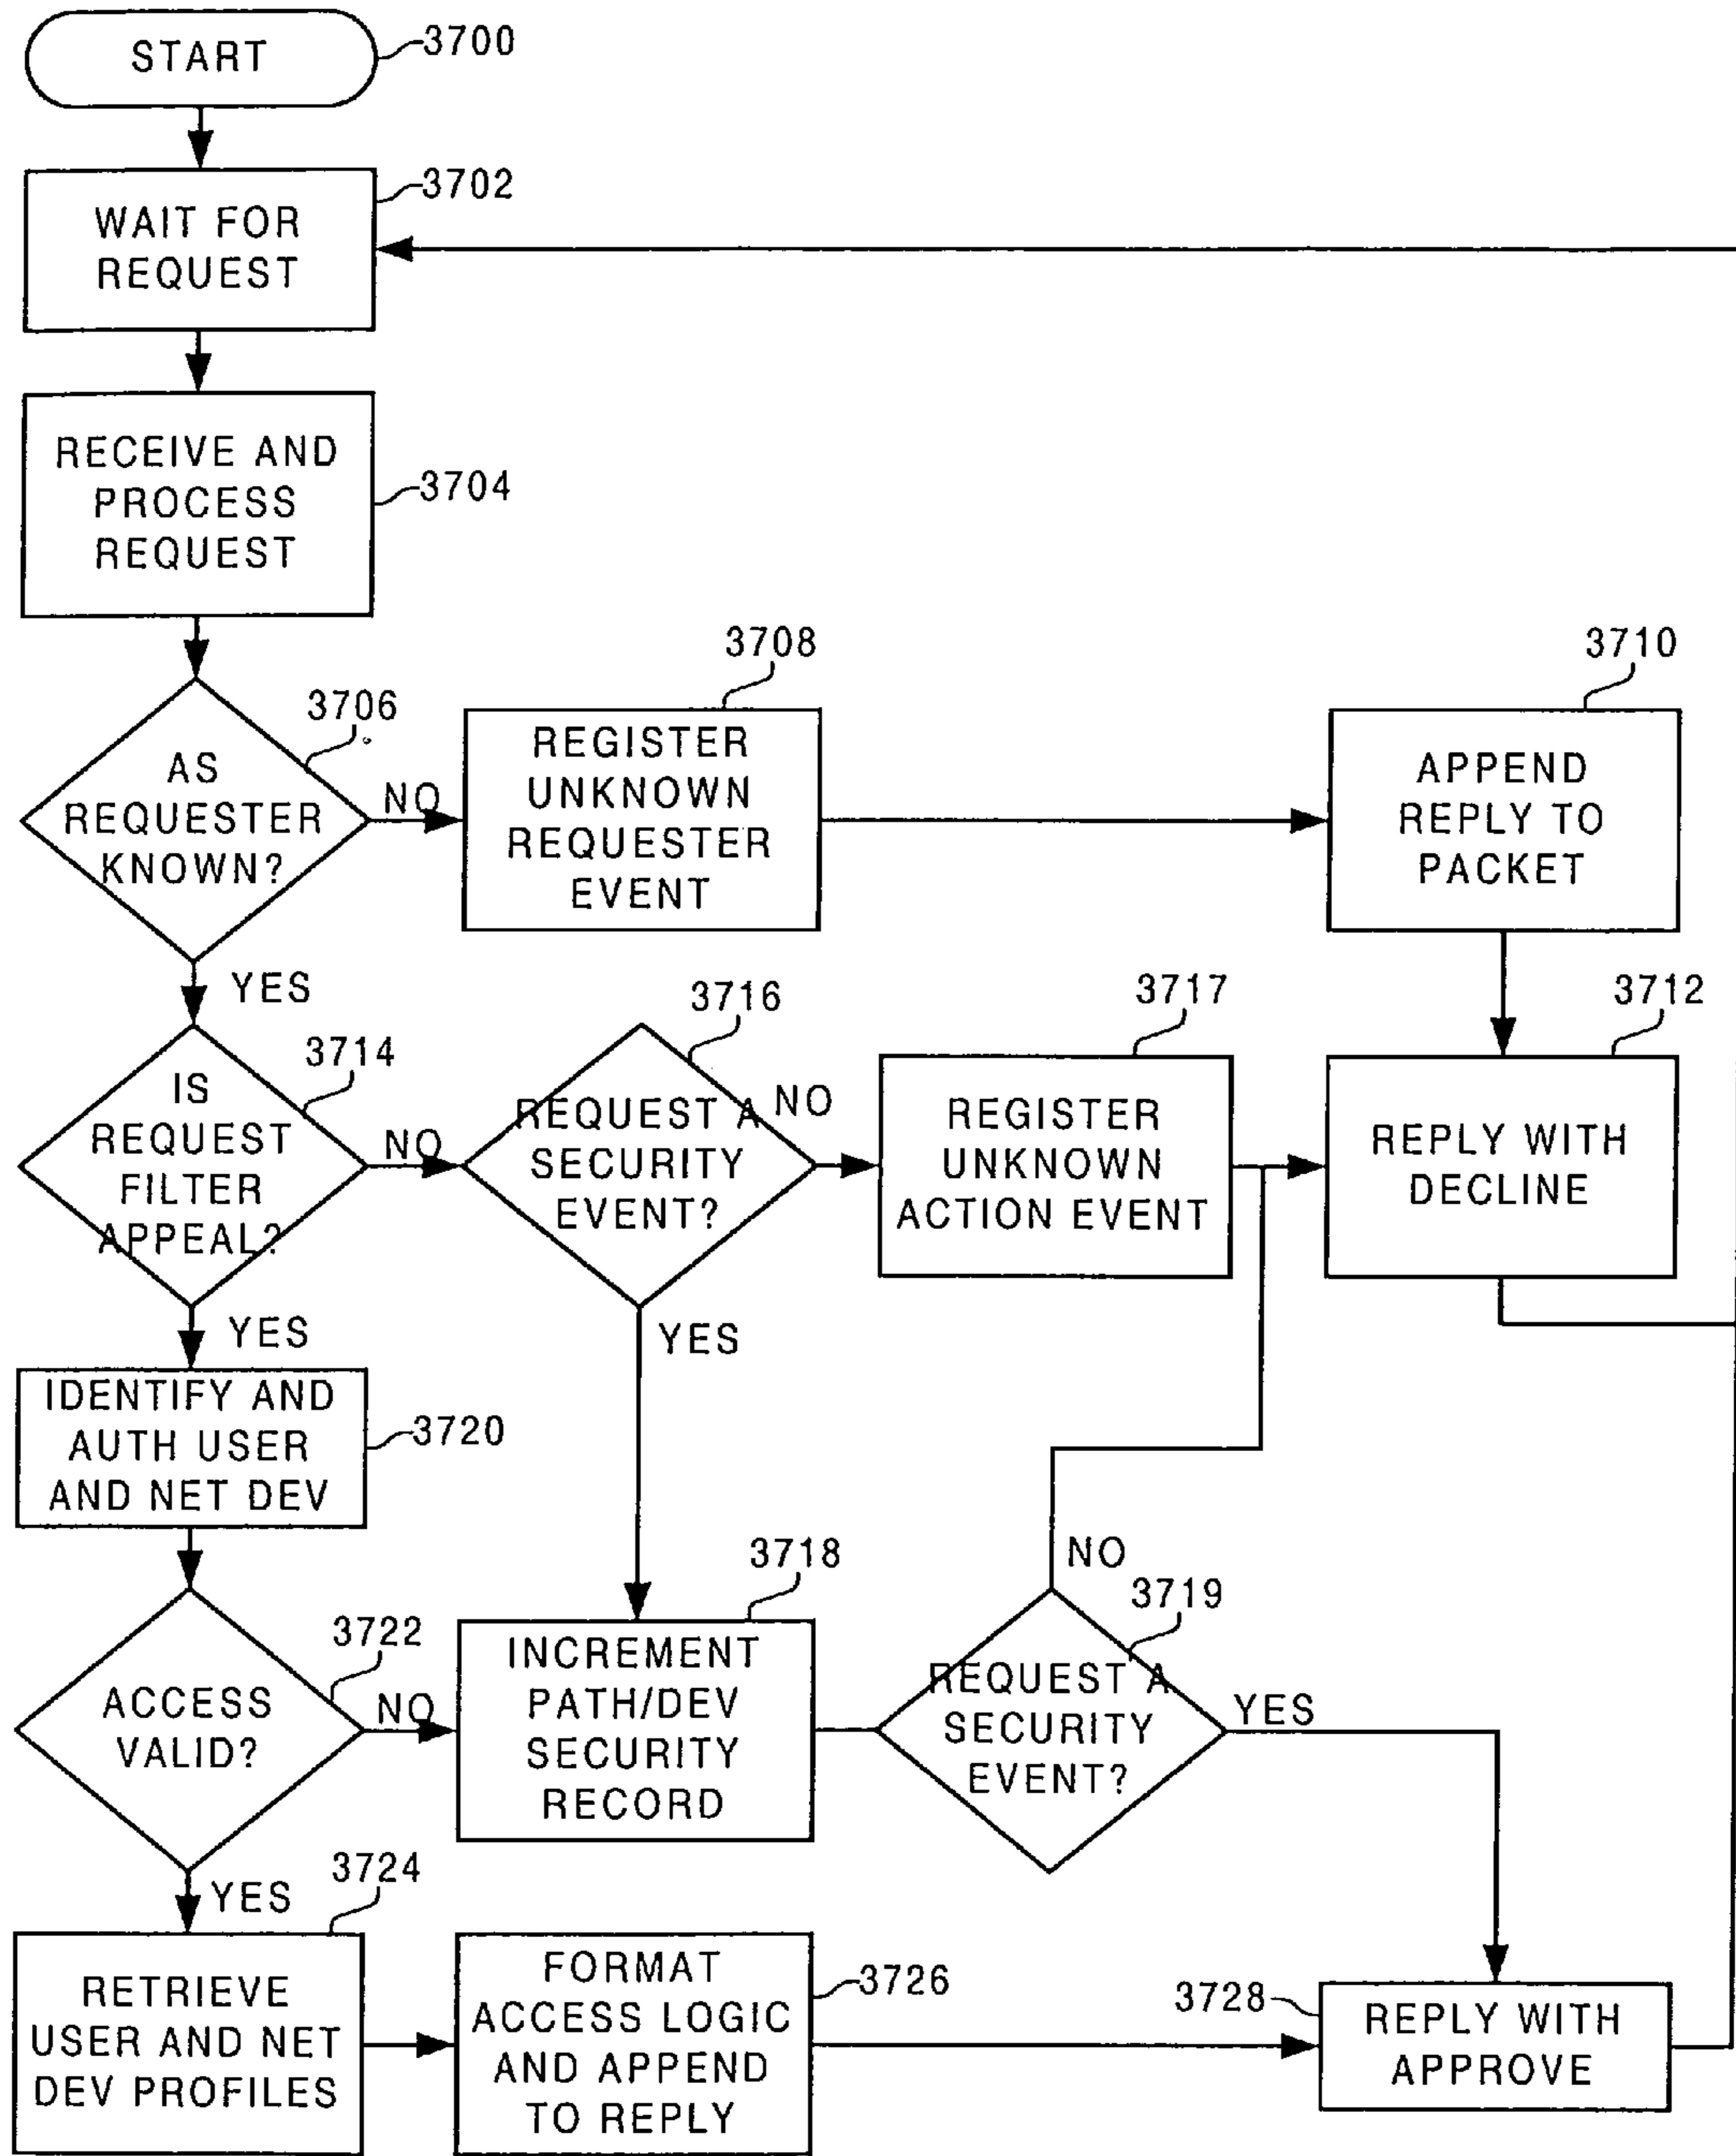 START
3700
3702
WAIT FOR
REQUEST
RECEIVE AND
PROCESS
REQUEST
3704
3706
AS
REQUESTER
KNOWN?
NO
3708
REGISTER
UNKNOWN
REQUESTER
EVENT
3710
APPEND
REPLY TO
PACKET
YES
3714
IS
REQUEST
FILTER
APPEAL?
NO
3716
REQUEST A
SECURITY
EVENT?
NO
3717
REGISTER
UNKNOWN
ACTION EVENT
3712
REPLY WITH
DECLINE
YES
YES
IDENTIFY AND
AUTH USER
AND NET DEV
3720
3722
ACCESS
VALID?
NO
3718
INCREMENT
PATH/DEV
SECURITY
RECORD
NO
3719
REQUEST A
SECURITY
EVENT?
YES
YES
3724
RETRIEVE
USER AND NET
DEV PROFILES
FORMAT
ACCESS LOGIC
AND APPEND
TO REPLY
3726
3728
REPLY WITH
APPROVE